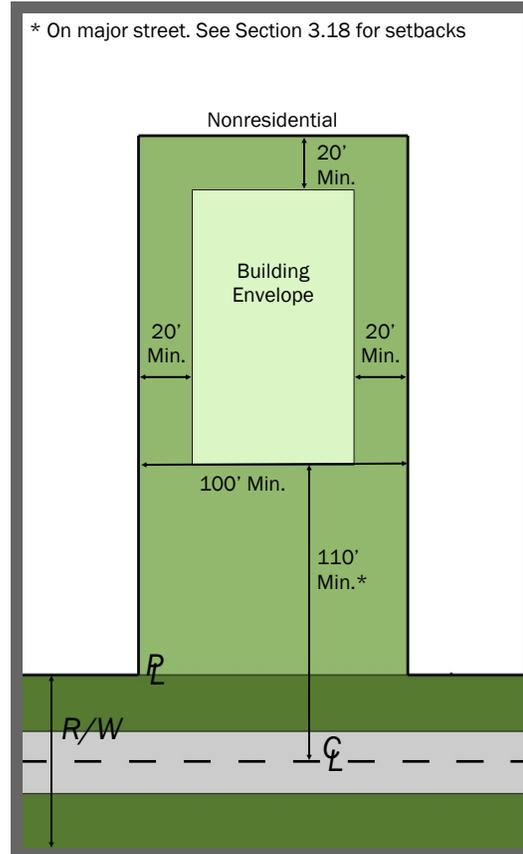 * On major street. See Section 3.18 for setbacks
Nonresidential
20’
Min.
Building
Envelope
20’
Min.
20’
Min.
100’ Min.
110’
Min.*
PL
R/W
CL